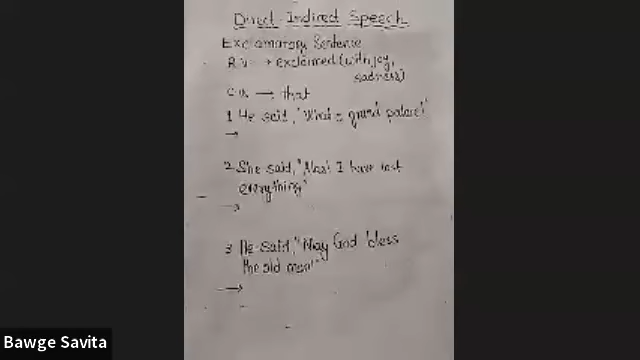 Direct-Indirect Speech
Exclamatory Sentence
R.V → exclaimed (with joy,
sadness)
C.W → that
1 He said, "What a grand palace!"
→
2 She said, "Alas! I have lost
everything"
→
3 He said, "May God bless
the old man"
→
Bawge Savita